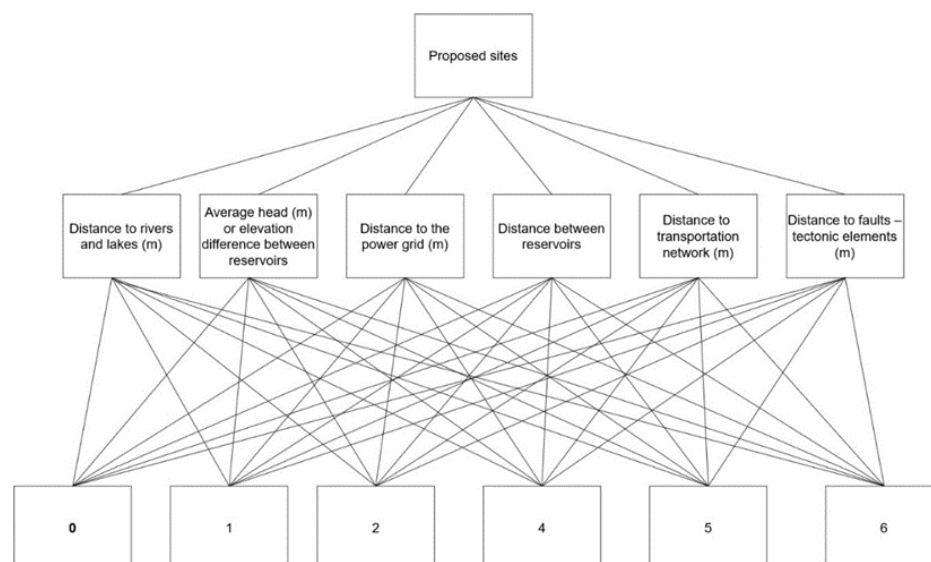 Proposed sites
Distance to rivers
and lakes (m)
Average head (m)
or elevation
difference between
reservoirs
Distance to the
power grid (m)
Distance between
reservoirs
Distance to
transportation
network (m)
Distance to faults –
tectonic elements
(m)
0
1
2
4
5
6